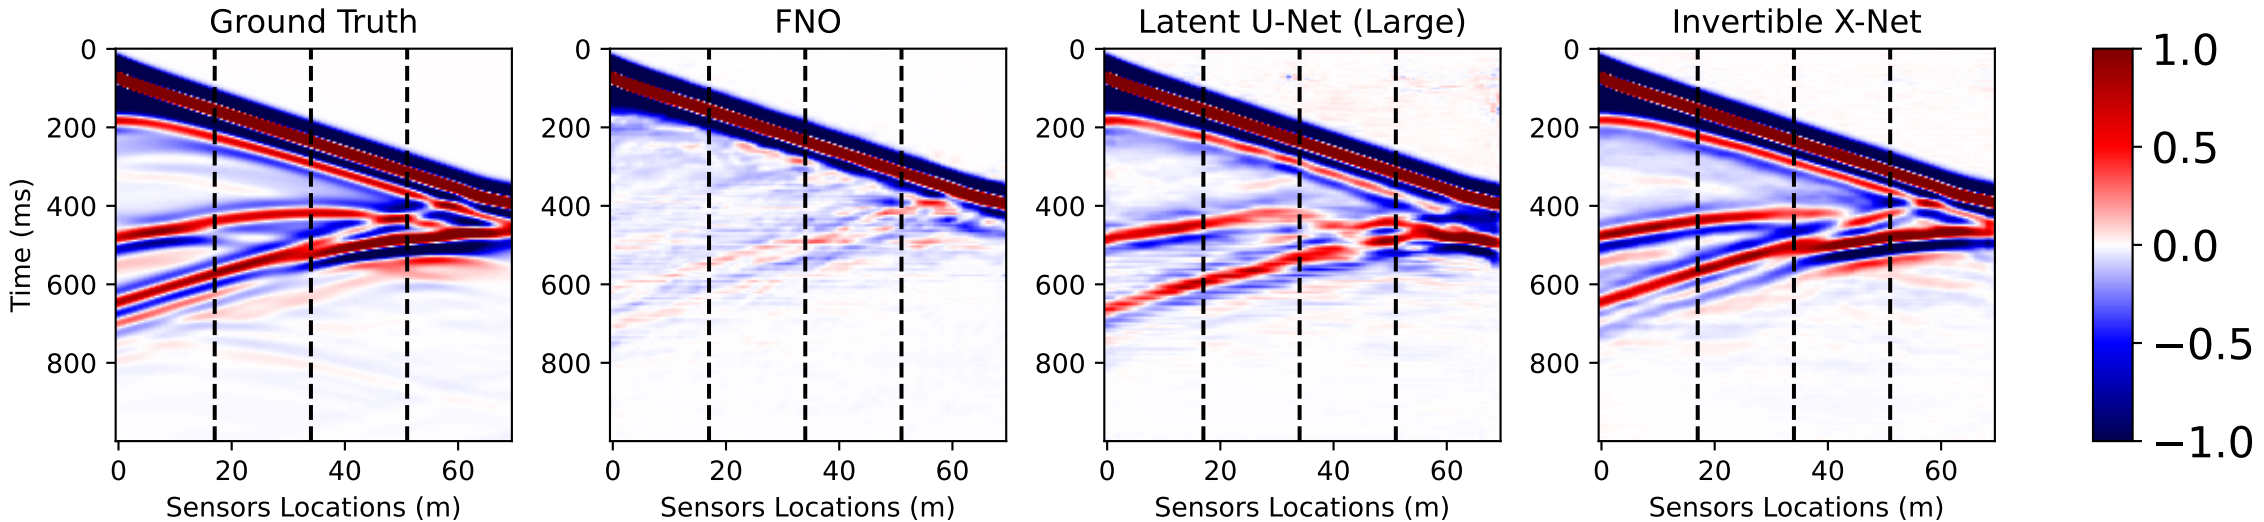 Ground Truth
FNO
Latent U-Net (Large)
Invertible X-Net
0
200
400
600
800
Time (ms)
0 20 40 60
Sensors Locations (m)
0
200
400
600
800
0 20 40 60
Sensors Locations (m)
0
200
400
600
800
0 20 40 60
Sensors Locations (m)
0
200
400
600
800
0 20 40 60
Sensors Locations (m)
1.0
0.5
0.0
−0.5
−1.0